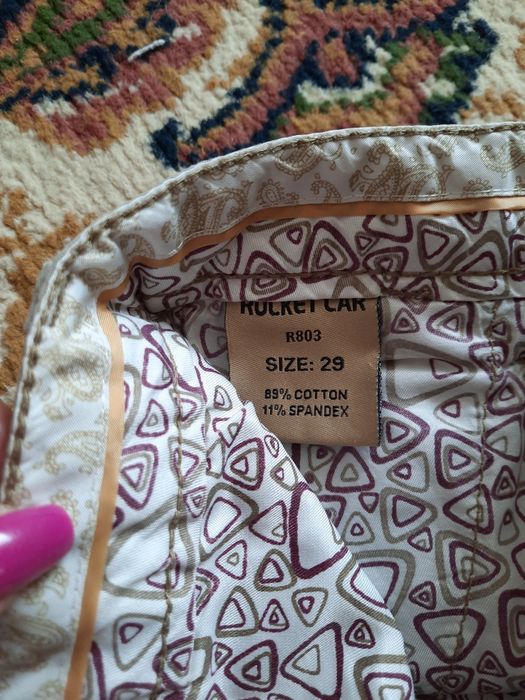 ROCKET CAR
R803
SIZE: 29
89% COTTON
11% SPANDEX